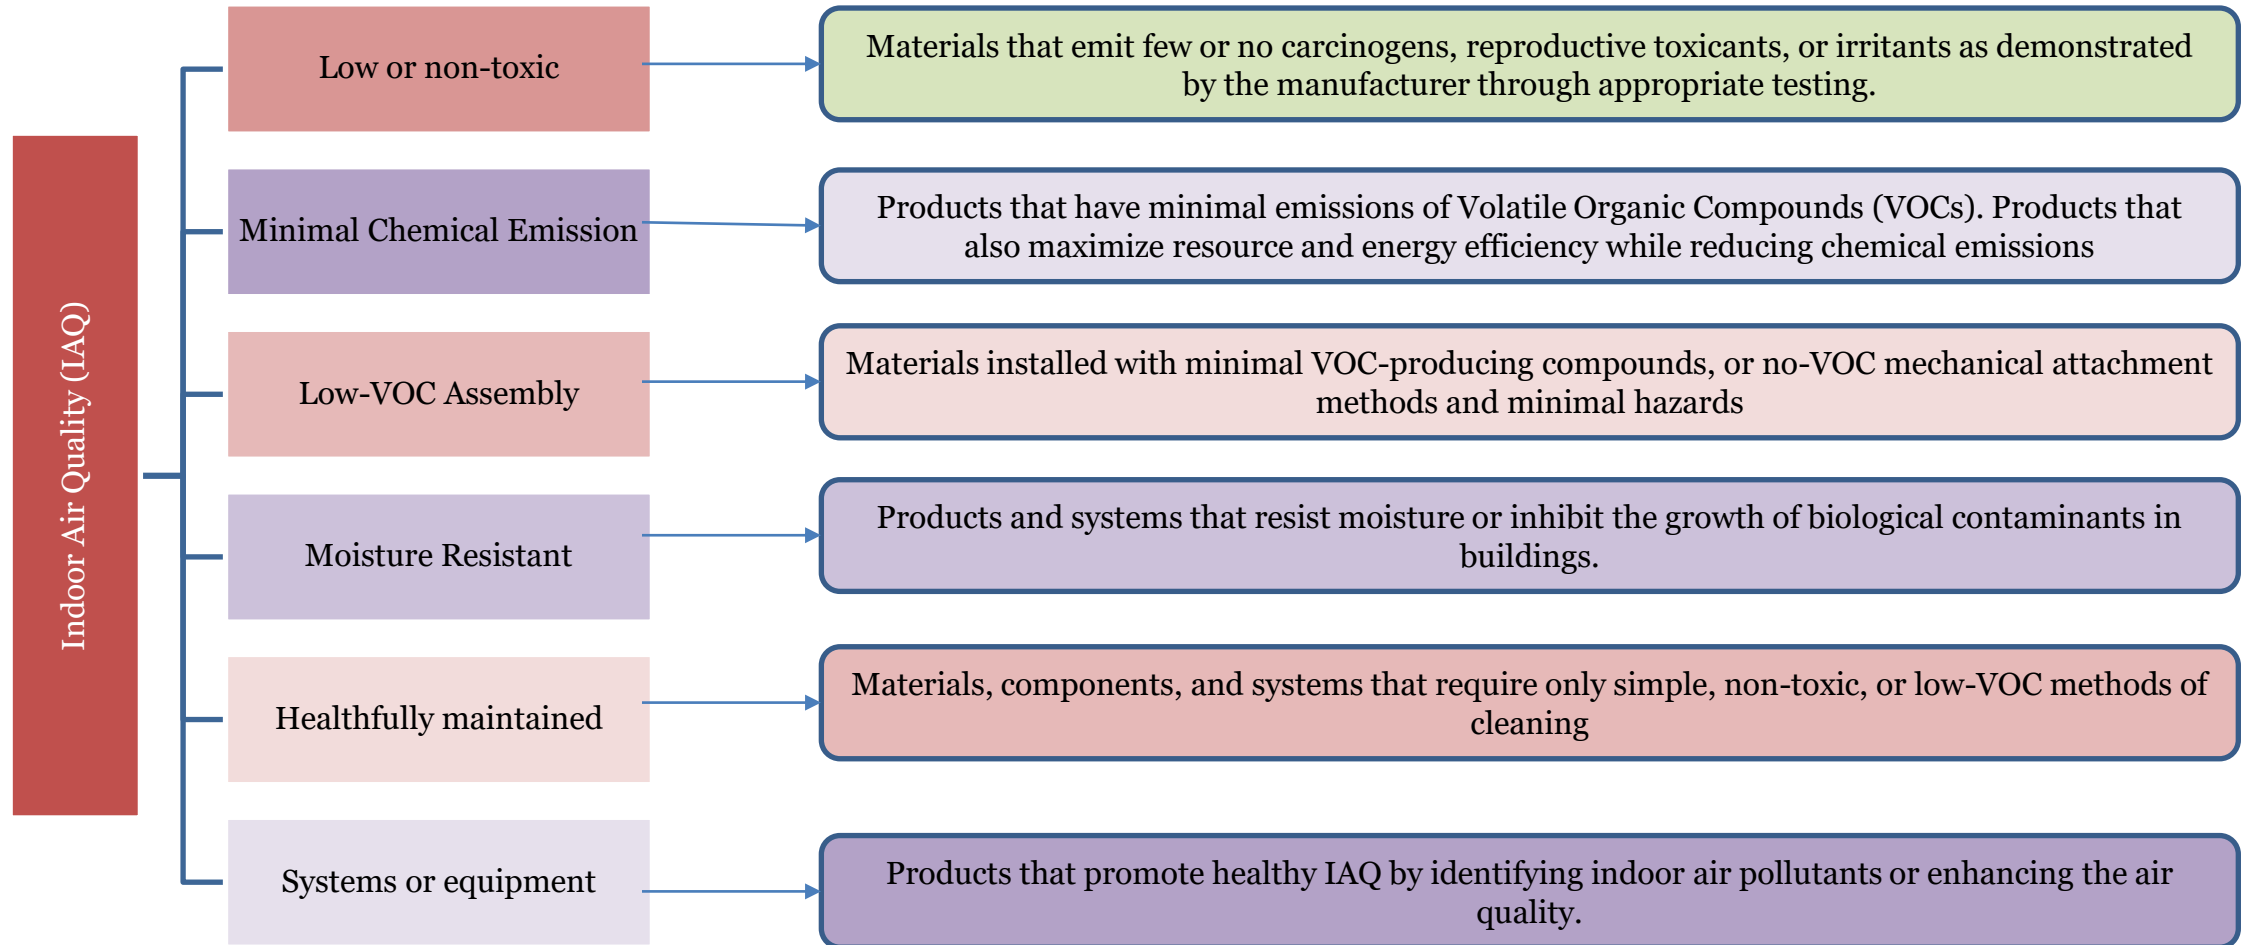 Indoor Air Quality (IAQ)
Low or non-toxic
Materials that emit few or no carcinogens, reproductive toxicants, or irritants as demonstrated
by the manufacturer through appropriate testing.
Minimal Chemical Emission
Products that have minimal emissions of Volatile Organic Compounds (VOCs). Products that
also maximize resource and energy efficiency while reducing chemical emissions
Low-VOC Assembly
Materials installed with minimal VOC-producing compounds, or no-VOC mechanical attachment
methods and minimal hazards
Moisture Resistant
Products and systems that resist moisture or inhibit the growth of biological contaminants in
buildings.
Healthfully maintained
Materials, components, and systems that require only simple, non-toxic, or low-VOC methods of
cleaning
Systems or equipment
Products that promote healthy IAQ by identifying indoor air pollutants or enhancing the air
quality.